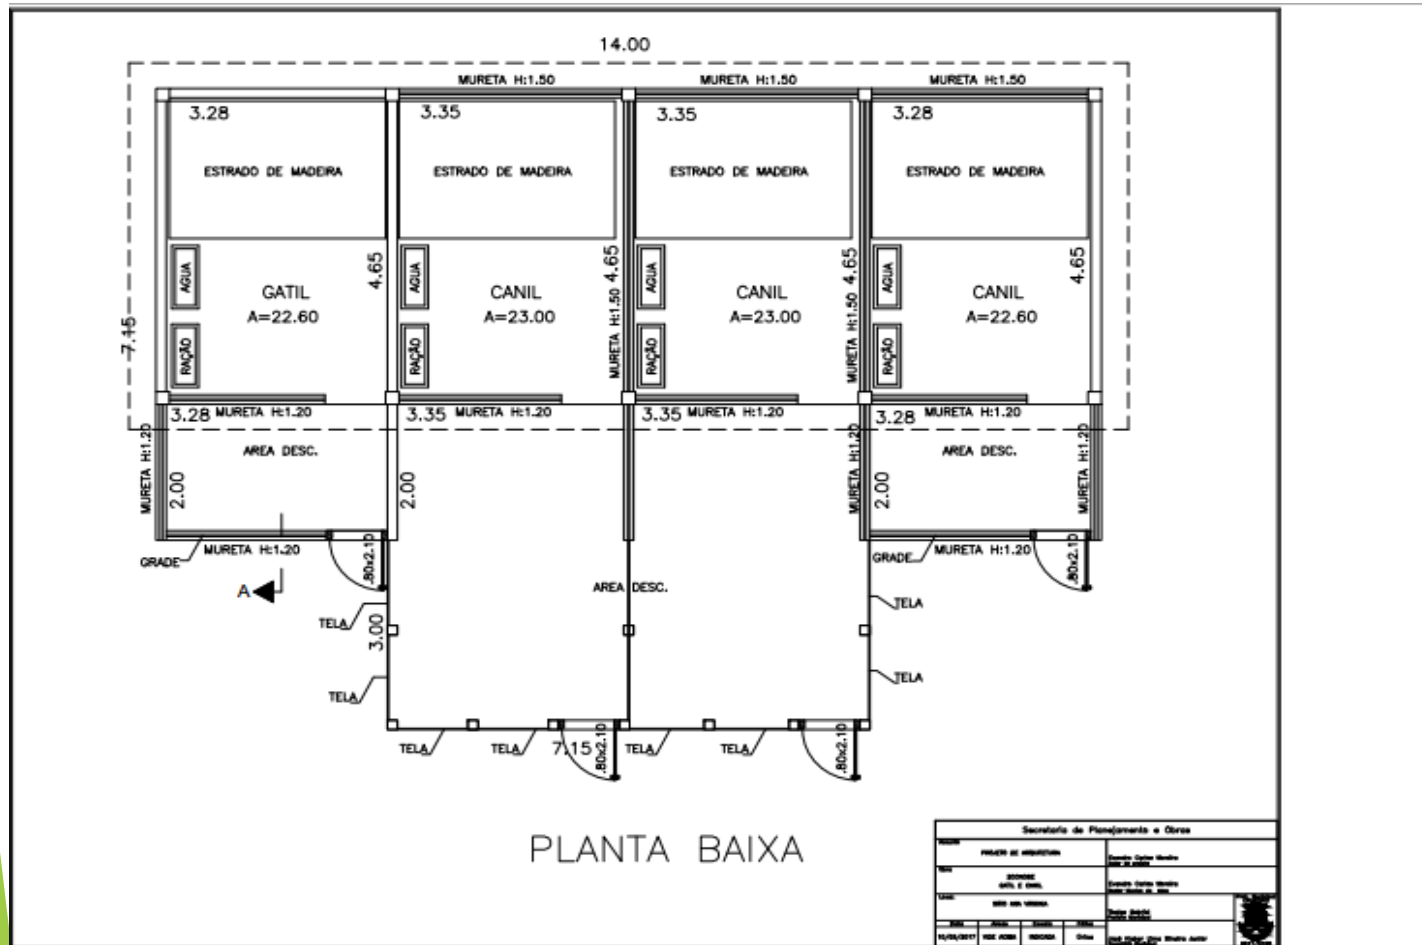 14.00
MURETA H:1.50
MURETA H:1.50
MURETA H:1.50
3.28
3.35
3.35
3.28
ESTRADO DE MADEIRA
ESTRADO DE MADEIRA
ESTRADO DE MADEIRA
ESTRADO DE MADEIRA
AGUA
4.65
AGUA
4.65
AGUA
4.65
AGUA
4.65
GATIL
CANIL
CANIL
CANIL
A=22.60
A=23.00
A=23.00
A=22.60
7.15
RAÇÃO
RAÇÃO
MURETA H:1.50
RAÇÃO
MURETA H:1.50
RAÇÃO
3.28 MURETA H:1.20
3.35 MURETA H:1.20
3.35 MURETA H:1.20
3.28 MURETA H:1.20
MURETA H:1.20
AREA DESC.
MURETA H:1.20
AREA DESC.
MURETA H:1.20
2.00
2.00
2.00
GRADE
MURETA H:1.20
.80x2.10
GRADE
MURETA H:1.20
.80x2.10
A
AREA DESC.
TELA
3.00
TELA
TELA
TELA
TELA
TELA
7.15
.80x2.10
TELA
TELA
.80x2.10
PLANTA BAIXA
Secretaria de Planejamento e Obras
PROJETO DE ARQUITETURA
GATIL E CANIL